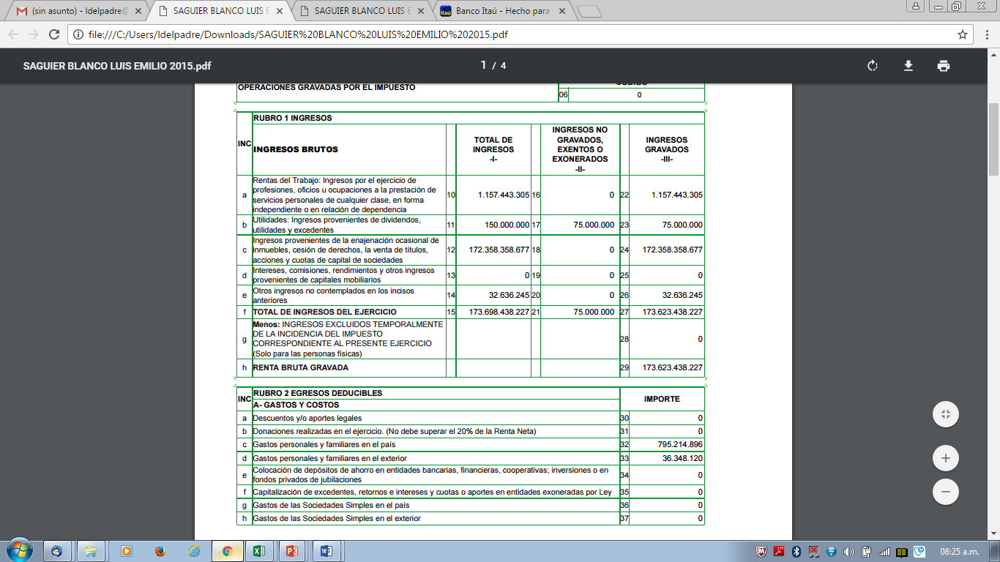 (sin asunto) - ldelpadre@
SAGUIER BLANCO LUIS E
SAGUIER BLANCO LUIS E
Itaú
Banco Itaú - Hecho para
file:///C:/Users/ldelpadre/Downloads/SAGUIER%20BLANCO%20LUIS%20EMILIO%202015.pdf
SAGUIER BLANCO LUIS EMILIO 2015.pdf
1 / 4
OPERACIONES GRAVADAS POR EL IMPUESTO
06 0
RUBRO 1 INGRESOS
INC
INGRESOS BRUTOS
TOTAL DE
INGRESOS
-I-
INGRESOS NO
GRAVADOS,
EXENTOS O
EXONERADOS
-II-
INGRESOS
GRAVADOS
-III-
a
Rentas del Trabajo: Ingresos por el ejercicio de
profesiones, oficios u ocupaciones a la prestación de
servicios personales de cualquier clase, en forma
independiente o en relación de dependencia
10 1.157.443.305 16 0 22 1.157.443.305
b
Utilidades: Ingresos provenientes de dividendos,
utilidades y excedentes
11 150.000.000 17 75.000.000 23 75.000.000
c
Ingresos provenientes de la enajenación ocasional de
inmuebles, cesión de derechos, la venta de títulos,
acciones y cuotas de capital de sociedades
12 172.358.358.677 18 0 24 172.358.358.677
d
Intereses, comisiones, rendimientos y otros ingresos
provenientes de capitales mobiliarios
13 0 19 0 25 0
e
Otros ingresos no contemplados en los incisos
anteriores
14 32.636.245 20 0 26 32.636.245
f TOTAL DE INGRESOS DEL EJERCICIO 15 173.698.438.227 21 75.000.000 27 173.623.438.227
g
Menos: INGRESOS EXCLUIDOS TEMPORALMENTE
DE LA INCIDENCIA DEL IMPUESTO
CORRESPONDIENTE AL PRESENTE EJERCICIO
(Solo para las personas físicas)
28 0
h RENTA BRUTA GRAVADA 29 173.623.438.227
INC
RUBRO 2 EGRESOS DEDUCIBLES
A- GASTOS Y COSTOS
IMPORTE
a Descuentos y/o aportes legales 30 0
b Donaciones realizadas en el ejercicio. (No debe superar el 20% de la Renta Neta) 31 0
c Gastos personales y familiares en el país 32 795.214.896
d Gastos personales y familiares en el exterior 33 36.348.120
e
Colocación de depósitos de ahorro en entidades bancarias, financieras, cooperativas; inversiones o en
fondos privados de jubilaciones
34 0
f Capitalización de excedentes, retornos e intereses y cuotas o aportes en entidades exoneradas por Ley 35 0
g Gastos de las Sociedades Simples en el país 36 0
h Gastos de las Sociedades Simples en el exterior 37 0
08:25 a.m.